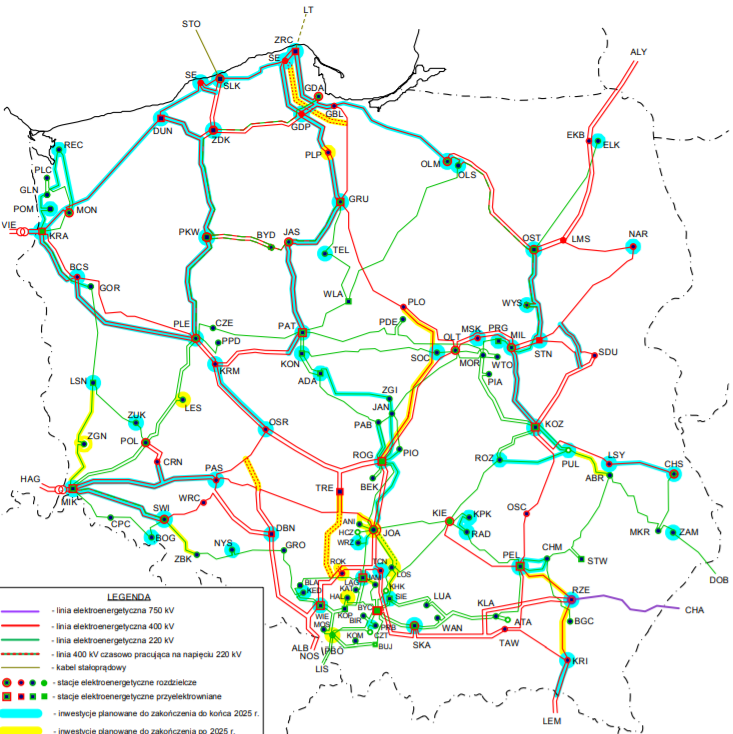 LT
STO
ZRC
SE
ALY
SE
SLK
GDA
GBL
GDP
DUN
ZDK
EKB
ELK
REC
PLP
OLM
OLS
PLC
GLN
POM
MON
GRU
VIE
KRA
PKW
BYD
JAS
TEL
OST
LMS
NAR
BCS
GOR
WLA
WYS
PLO
PLE
CZE
PPD
PAT
PDE
OLT
MSK
PRG
MIL
STN
SDU
KRM
KON
SOC
MOR
WTO
PIA
ADA
LSN
ZGI
LES
JAN
ZUK
PAB
OSR
KOZ
ZGN
POL
PIO
ROG
ROZ
PUL
LSY
CRN
HAG
PAS
BEK
ABR
CHS
MIK
TRE
WRC
SWI
KIE
KPK
OSC
CPC
ANI
HCZ
JOA
RAD
MKR
ZAM
BOG
DBN
WRZ
NYS
GRO
PEL
CHM
STW
ZBK
ROK
TCN
LOS
DOB
BLA
KED
LAG
KAT
HAL
KHK
SIE
LUA
KLA
RZE
CHA
WIE
KOP
BYC
BIR
MOS
PRB
WAN
ATA
BGC
ALB
NOS
PBO
KOM
CZT
BUJ
SKA
TAW
LIS
KRI
LEM
LEGENDA
- linia elektroenergetyczna 750 kV
- linia elektroenergetyczna 400 kV
- linia elektroenergetyczna 220 kV
- linia 400 kV czasowo pracująca na napięciu 220 kV
- kabel stałoprądowy
- stacje elektroenergetyczne rozdzielcze
- stacje elektroenergetyczne przyelektrowniane
- inwestycje planowane do zakończenia do końca 2025 r.
- inwestycje planowane do zakończenia po 2025 r.